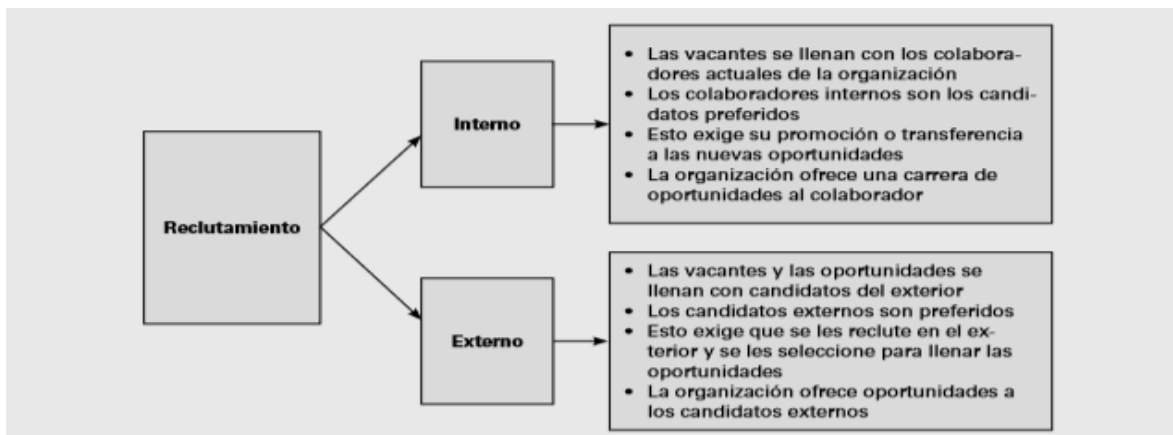 Reclutamiento
Interno
• Las vacantes se llenan con los colabora-
dores actuales de la organización
• Los colaboradores internos son los candi-
datos preferidos
• Esto exige su promoción o transferencia
a las nuevas oportunidades
• La organización ofrece una carrera de
oportunidades al colaborador
Externo
• Las vacantes y las oportunidades se
llenan con candidatos del exterior
• Los candidatos externos son preferidos
• Esto exige que se les reclute en el ex-
terior y se les seleccione para llenar las
oportunidades
• La organización ofrece oportunidades a
los candidatos externos